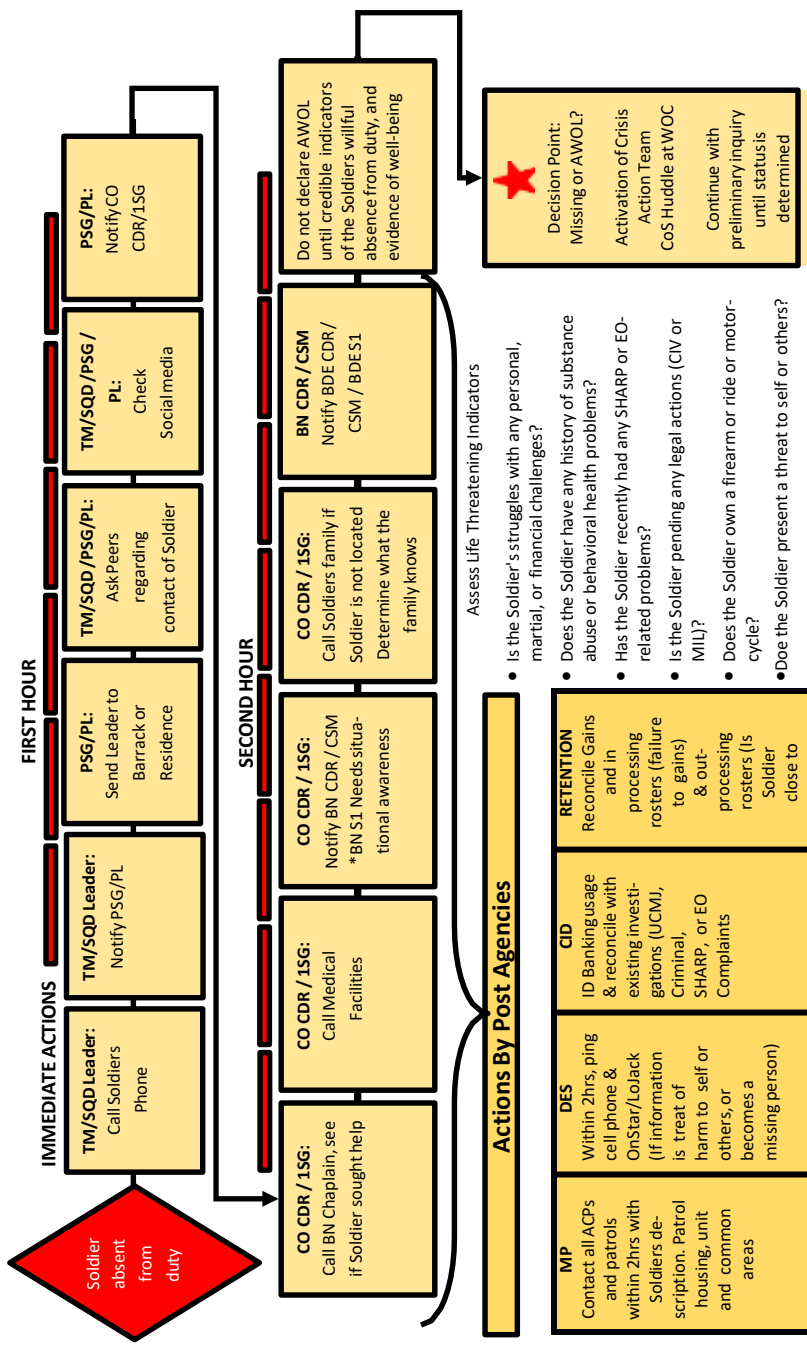 IMMEDIATE ACTIONS
FIRST HOUR
Soldier
absent
from
duty
TM/SQD Leader:
Call Soldiers
Phone
TM/SQD Leader:
Notify PSG/PL
PSG/PL:
Send Leader to
Barrack or
Residence
TM/SQD/PSG/PL:
Ask Peers
regarding
contact of Soldier
TM/SQD/PSG/
PL:
Check
Social media
PSG/PL:
Notify CO
CDR/1SG
SECOND HOUR
CO CDR / 1SG:
Call BN Chaplain, see
if Soldier sought help
CO CDR / 1SG:
Call Medical
Facilities
CO CDR / 1SG:
Notify BN CDR / CSM
*BN S1 Needs situa-
tional awareness
CO CDR / 1SG:
Call Soldiers family if
Soldier is not located
Determine what the
family knows
BN CDR / CSM
Notify BDE CDR /
CSM / BDE S1
Do not declare AWOL
until credible indicators
of the Soldiers willful
absence from duty, and
evidence of well-being
Actions By Post Agencies
MP
Contact all ACPs
and patrols
within 2hrs with
Soldiers de-
scription. Patrol
housing, unit
and common
areas
DES
Within 2hrs, ping
cell phone &
OnStar/LoJack
(If information
is treat of
harm to self or
others, or
becomes a
missing person)
CID
ID Banking usage
& reconcile with
existing investi-
gations (UCMJ,
Criminal,
SHARP, or EO
Complaints
RETENTION
Reconcile Gains
and in
processing
rosters (failure
to gains)
& out-
processing
rosters (Is
Soldier
close to
Assess Life Threatening Indicators
• Is the Soldier's struggles with any personal,
martial, or financial challenges?
• Does the Soldier have any history of substance
abuse or behavioral health problems?
• Has the Soldier recently had any SHARP or EO-
related problems?
• Is the Soldier pending any legal actions (CIV or
MIL)?
• Does the Soldier own a firearm or ride or motor-
cycle?
• Doe the Soldier present a threat to self or others?
Decision Point:
Missing or AWOL?
Activation of Crisis
Action Team
CoS Huddle at WOC
Continue with
preliminary inquiry
until status is
determined